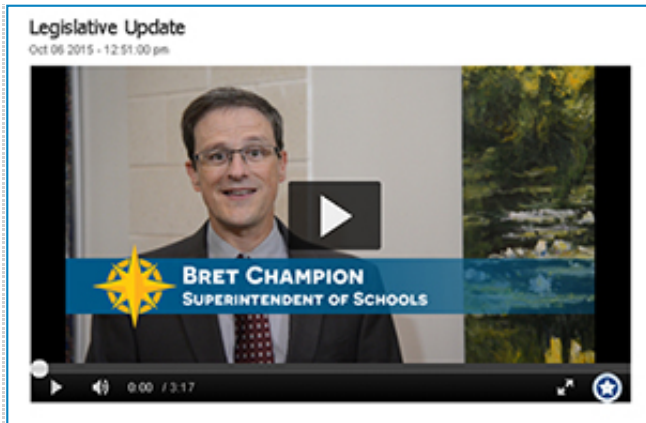 Legislative Update
Oct 06 2015 - 12:51:00 pm
BRET CHAMPION
SUPERINTENDENT OF SCHOOLS
0:00 / 3:17